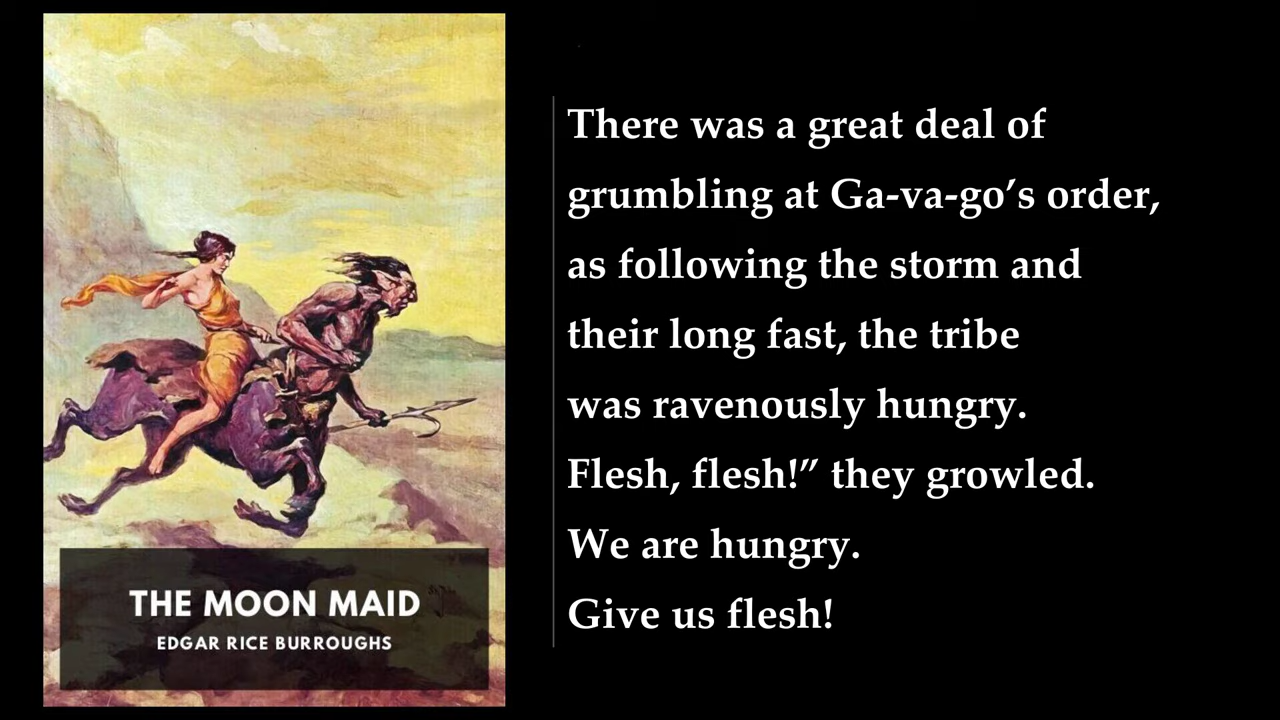 THE MOON MAID
EDGAR RICE BURROUGHS
There was a great deal of
grumbling at Ga-va-go’s order,
as following the storm and
their long fast, the tribe
was ravenously hungry.
Flesh, flesh!” they growled.
We are hungry.
Give us flesh!